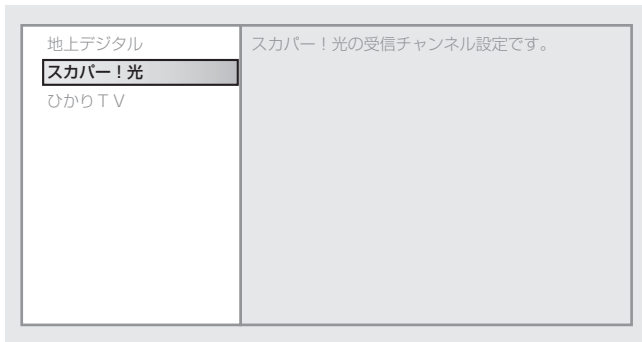 地上デジタル
スカパー！光
ひかりＴＶ
スカパー！光の受信チャンネル設定です。